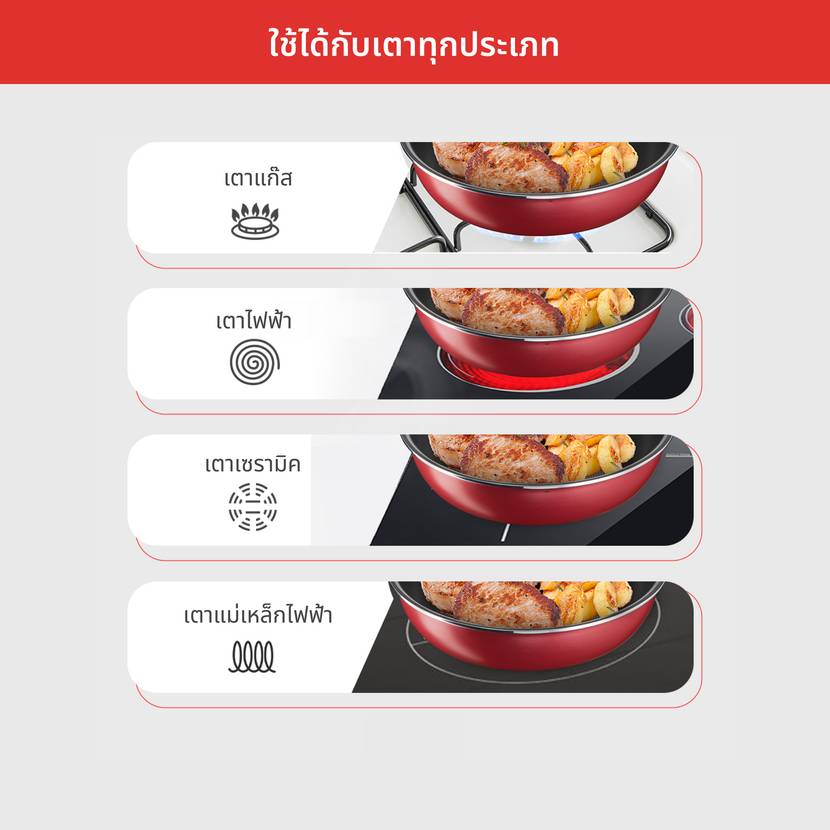 ใช้ได้กับเตาทุกประเภท
เตาแก๊ส
เตาไฟฟ้า
เตาเซรามิค
เตาแม่เหล็กไฟฟ้า